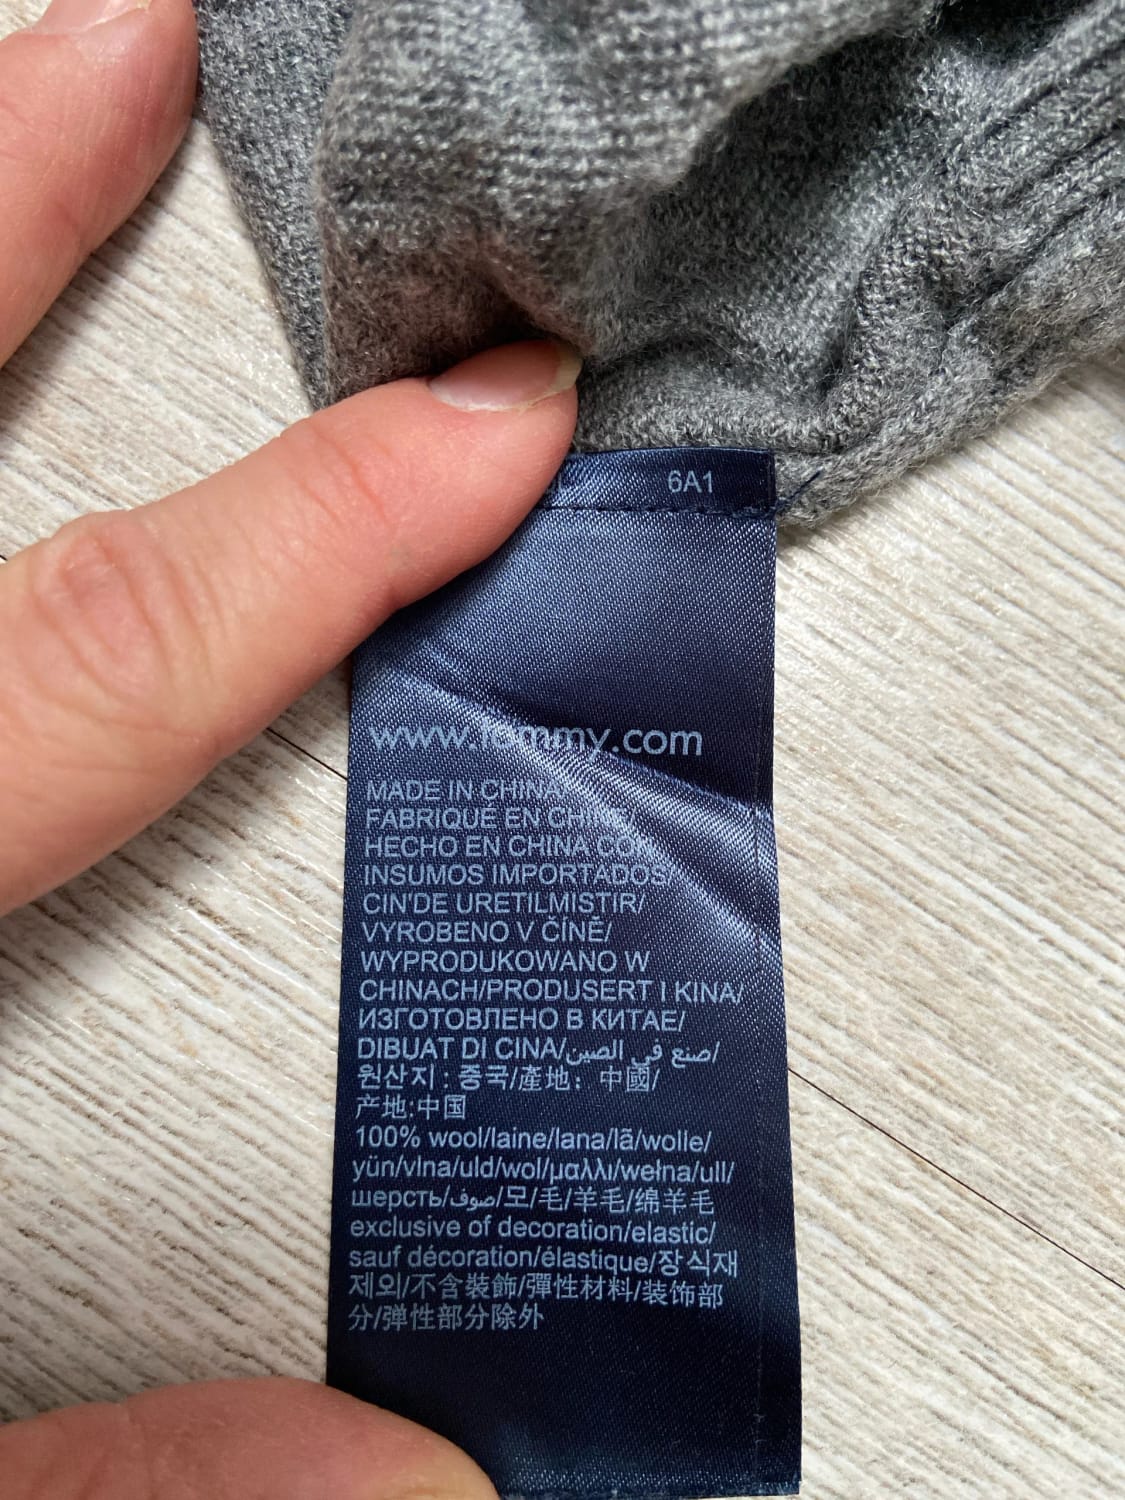 6A1
www.tommy.com
MADE IN CHINA/
FABRIQUÉ EN CHINE/
HECHO EN CHINA CON
INSUMOS IMPORTADOS/
CIN'DE URETILMISTIR/
VYROBENO V ČÍNĚ/
WYPRODUKOWANO W
CHINACH/PRODUSERT I KINA/
ИЗГОТОВЛЕНО В КИТАЕ/
DIBUAT DI CINA/صنع في الصين/
원산지: 중국/產地: 中國/
产地:中国
100% wool/laine/lana/lã/wolle/
yün/vlna/uld/wol/μαλλι/wełna/ull/
шерсть/صوف/모/毛/羊毛/绵羊毛
exclusive of decoration/elastic/
sauf décoration/élastique/장식재
제외/不含裝飾/彈性材料/装饰部
分/弹性部分除外